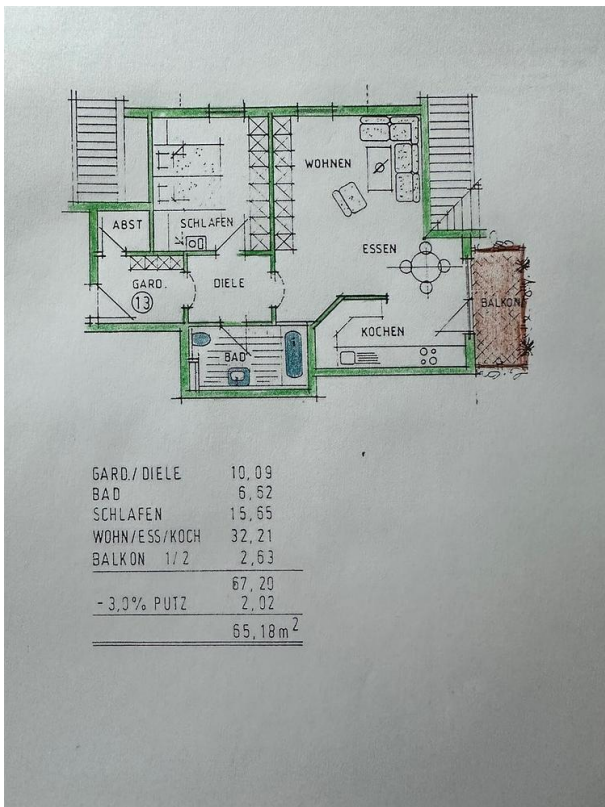 WOHNEN
ABST
SCHLAFEN
ESSEN
GARD.
DIELE
13
BALKON
KOCHEN
BAD
GARD./DIELE 10,09
BAD 6,62
SCHLAFEN 15,65
WOHN/ESS/KOCH 32,21
BALKON 1/2 2,63
67,20
-3,0% PUTZ 2,02
65,18m²